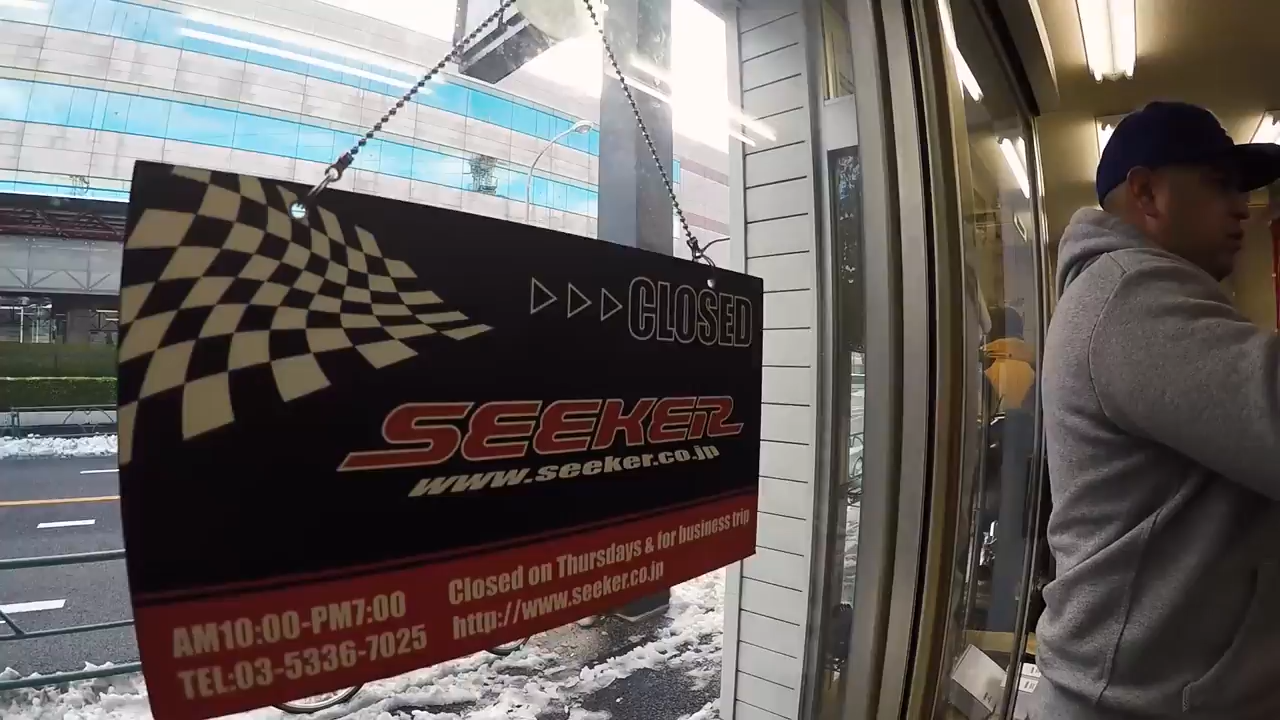 ▷▷▷CLOSED
SEEKER
www.seeker.co.jp
AM10:00-PM7:00
TEL:03-5336-7025
Closed on Thursdays & for business trip
http://www.seeker.co.jp